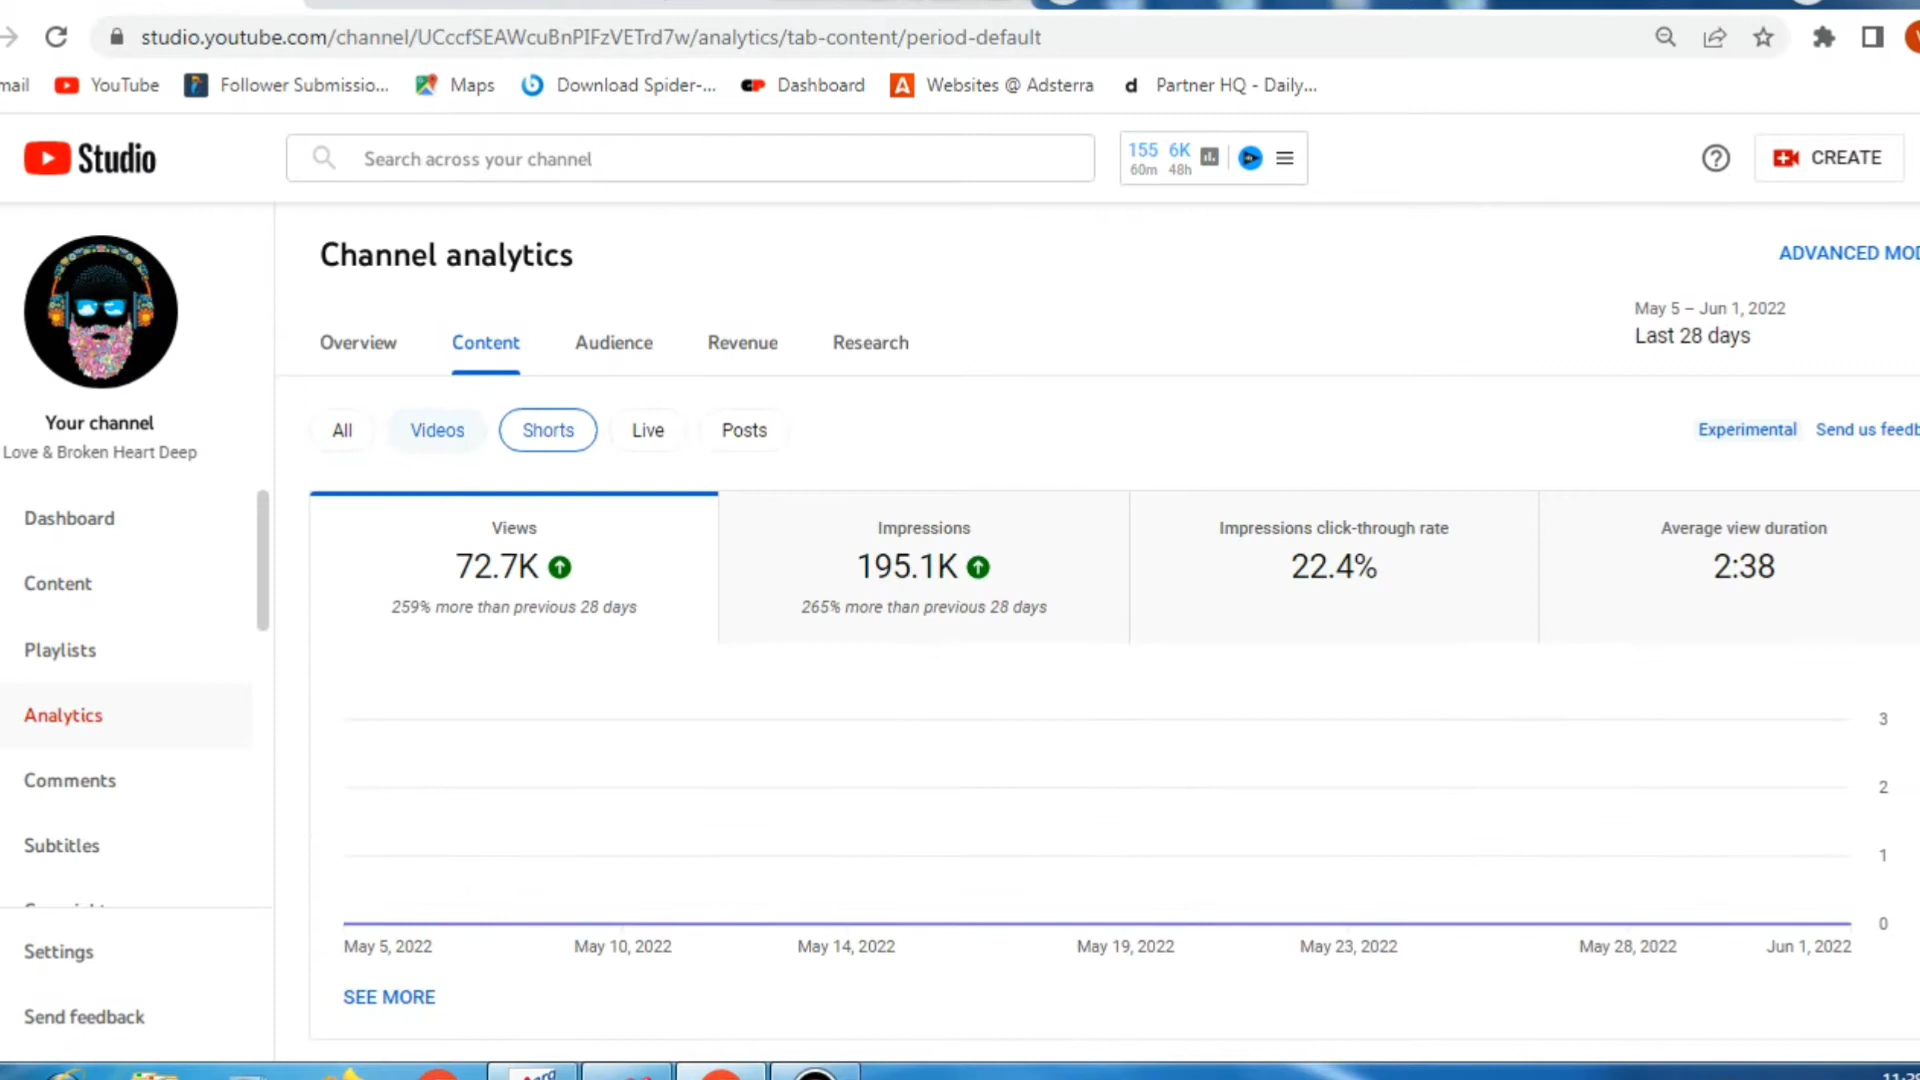 studio.youtube.com/channel/UCccfSEAWcuBnPIFzVETrd7w/analytics/tab-content/period-default
mail YouTube Follower Submissio... Maps Download Spider-... Dashboard Websites @ Adsterra Partner HQ - Daily...
Studio
Search across your channel
155 6K
60m 48h
CREATE
Your channel
Love & Broken Heart Deep
Dashboard
Content
Playlists
Analytics
Comments
Subtitles
Settings
Send feedback
Channel analytics
ADVANCED MOD
May 5 – Jun 1, 2022
Last 28 days
Overview Content Audience Revenue Research
All Videos Shorts Live Posts
Experimental Send us feedb
Views
72.7K
259% more than previous 28 days
Impressions
195.1K
265% more than previous 28 days
Impressions click-through rate
22.4%
Average view duration
2:38
3
2
1
0
May 5, 2022 May 10, 2022 May 14, 2022 May 19, 2022 May 23, 2022 May 28, 2022 Jun 1, 2022
SEE MORE